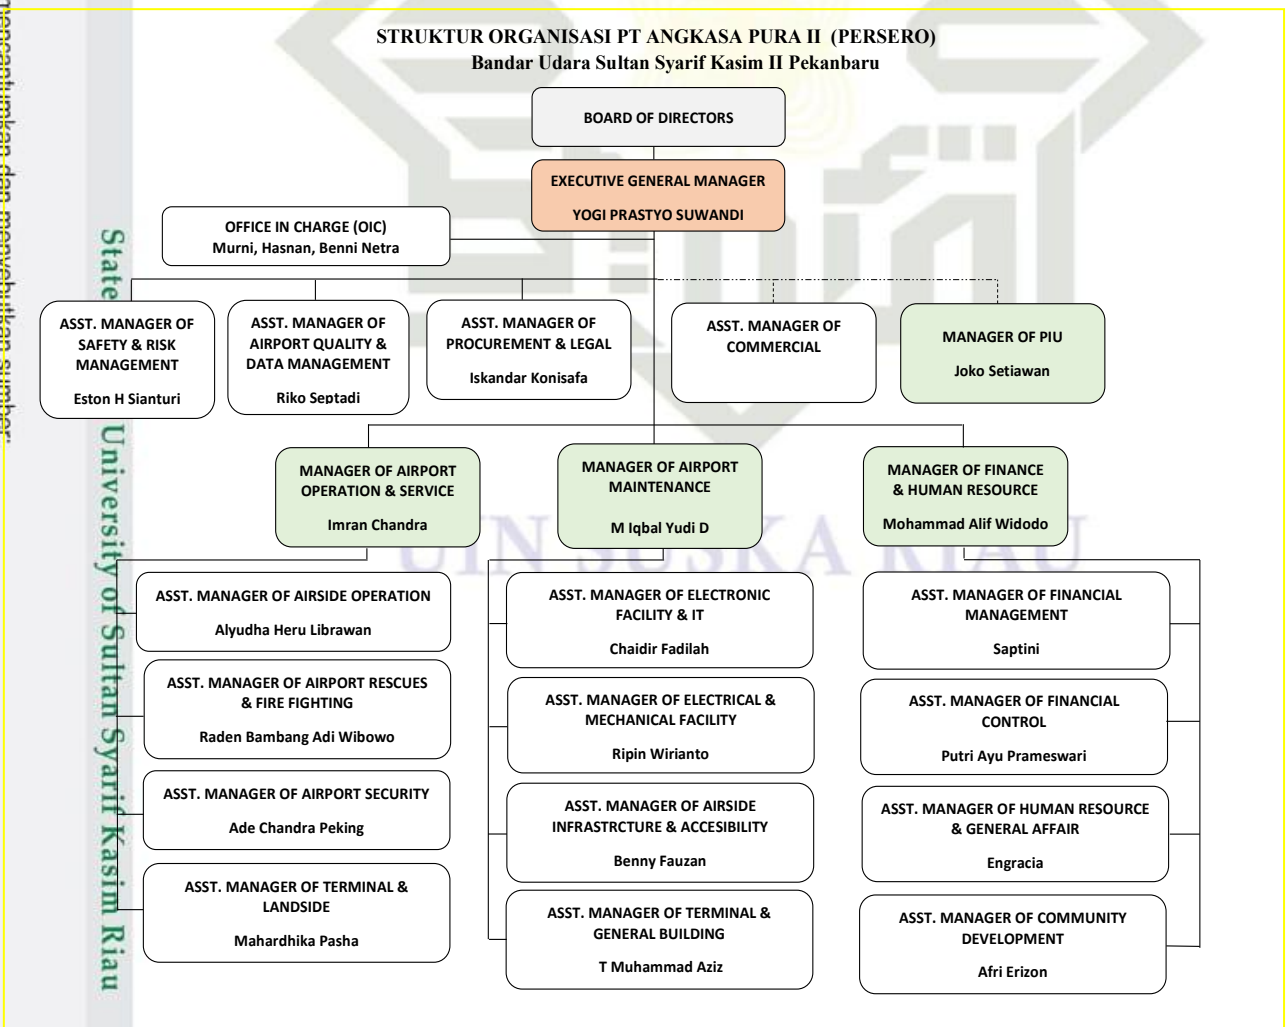 STRUKTUR ORGANISASI PT ANGKASA PURA II (PERSERO)
Bandar Udara Sultan Syarif Kasim II Pekanbaru
BOARD OF DIRECTORS
EXECUTIVE GENERAL MANAGER
YOGI PRASTYO SUWANDI
OFFICE IN CHARGE (OIC)
Murni, Hasnan, Benni Netra
ASST. MANAGER OF
SAFETY & RISK
MANAGEMENT
Eston H Sianturi
ASST. MANAGER OF
AIRPORT QUALITY &
DATA MANAGEMENT
Riko Septadi
ASST. MANAGER OF
PROCUREMENT & LEGAL
Iskandar Konisafa
ASST. MANAGER OF
COMMERCIAL
MANAGER OF PIU
Joko Setiawan
MANAGER OF AIRPORT
OPERATION & SERVICE
Imran Chandra
MANAGER OF AIRPORT
MAINTENANCE
M Iqbal Yudi D
MANAGER OF FINANCE
& HUMAN RESOURCE
Mohammad Alif Widodo
ASST. MANAGER OF AIRSIDE OPERATION
Alyudha Heru Librawan
ASST. MANAGER OF AIRPORT RESCUES
& FIRE FIGHTING
Raden Bambang Adi Wibowo
ASST. MANAGER OF AIRPORT SECURITY
Ade Chandra Peking
ASST. MANAGER OF TERMINAL &
LANDSIDE
Mahardhika Pasha
ASST. MANAGER OF ELECTRONIC
FACILITY & IT
Chaidir Fadilah
ASST. MANAGER OF ELECTRICAL &
MECHANICAL FACILITY
Ripin Wirianto
ASST. MANAGER OF AIRSIDE
INFRASTRCTURE & ACCESIBILITY
Benny Fauzan
ASST. MANAGER OF TERMINAL &
GENERAL BUILDING
T Muhammad Aziz
ASST. MANAGER OF FINANCIAL
MANAGEMENT
Saptini
ASST. MANAGER OF FINANCIAL
CONTROL
Putri Ayu Prameswari
ASST. MANAGER OF HUMAN RESOURCE
& GENERAL AFFAIR
Engracia
ASST. MANAGER OF COMMUNITY
DEVELOPMENT
Afri Erizon
UIN SUSKA RIAU
State University of Sultan Syarif Kasim Riau
dan menyebutkan sumber: